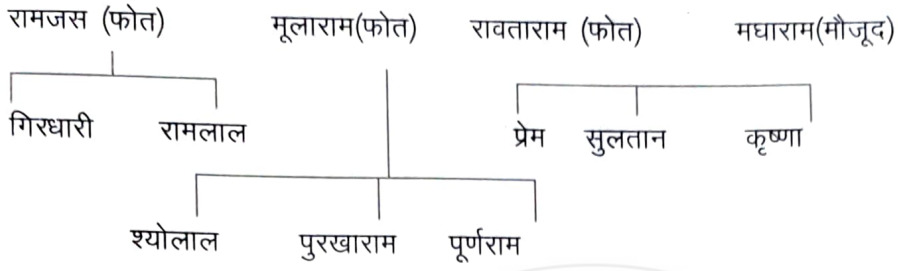 रामजस (फोत) मूलाराम(फोत) रावताराम (फोत) मघाराम(मौजूद)
गिरधारी रामलाल प्रेम सुलतान कृष्णा
श्योलाल पुरखाराम पूर्णराम